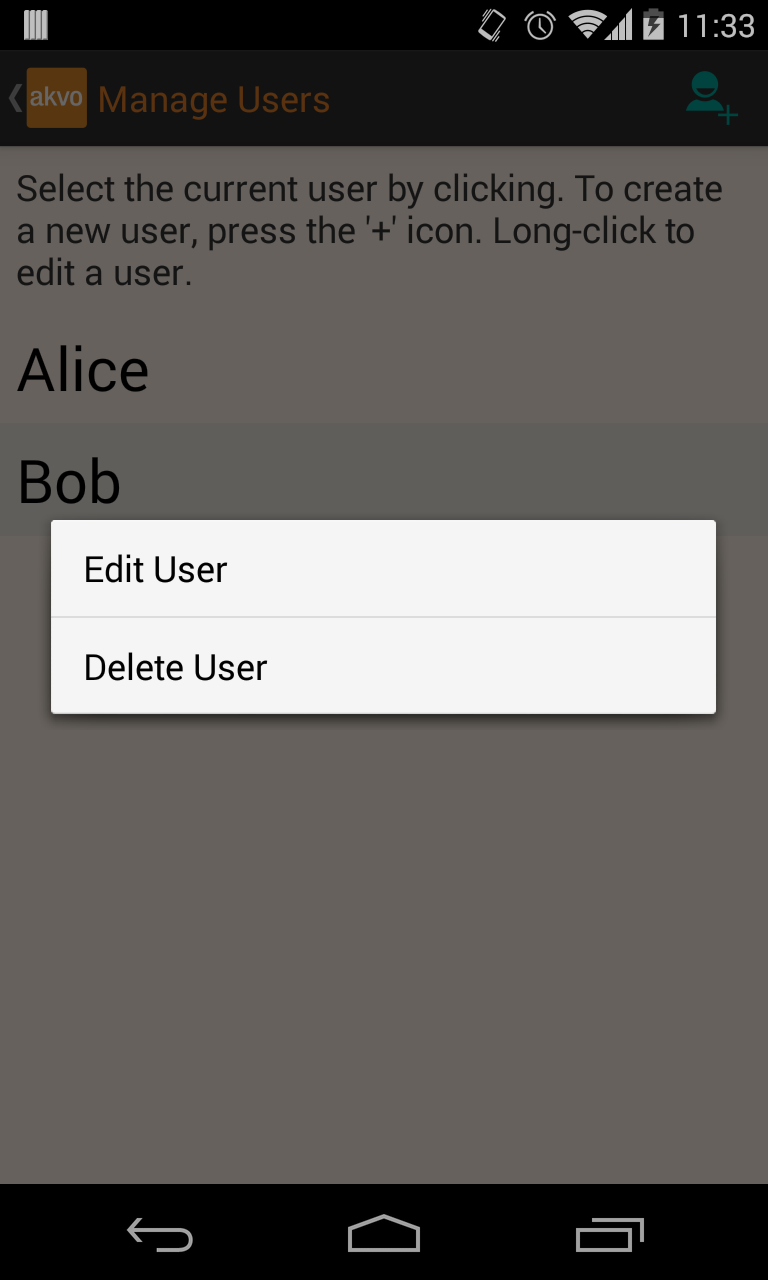 11:33
akvo Manage Users
Select the current user by clicking. To create
a new user, press the '+' icon. Long-click to
edit a user.
Alice
Bob
Edit User
Delete User